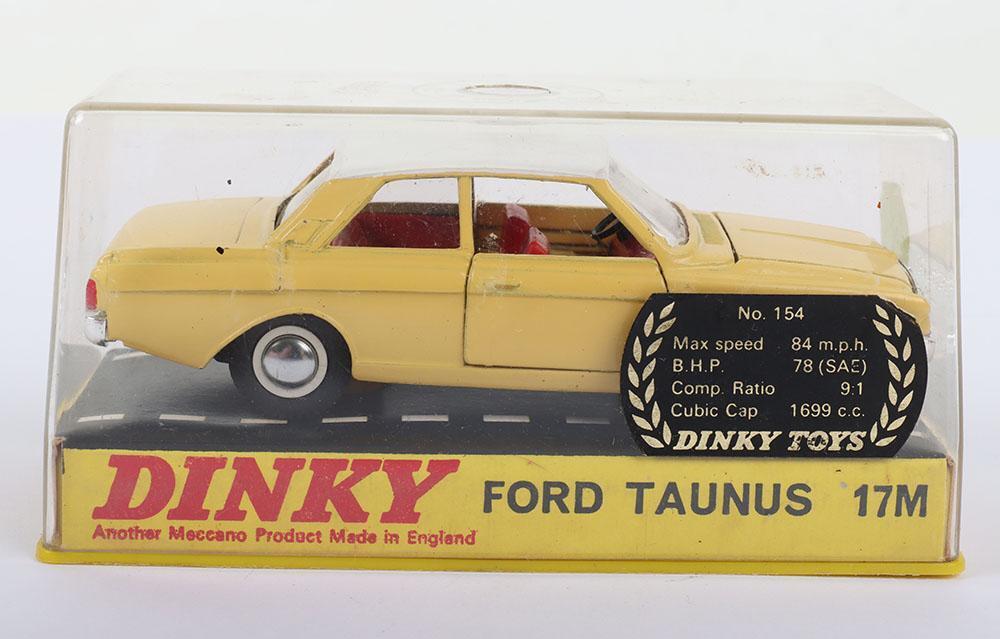 No. 154
Max speed 84 m.p.h.
B.H.P. 78 (SAE)
Comp. Ratio 9:1
Cubic Cap 1699 c.c.
DINKY TOYS
DINKY FORD TAUNUS 17M
Another Meccano Product Made in England